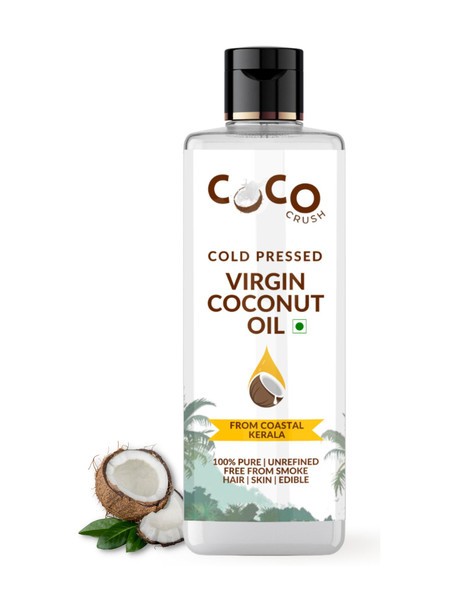 COCO
CRUSH
COLD PRESSED
VIRGIN
COCONUT
OIL
FROM COASTAL
KERALA
100% PURE | UNREFINED
FREE FROM SMOKE
HAIR | SKIN | EDIBLE